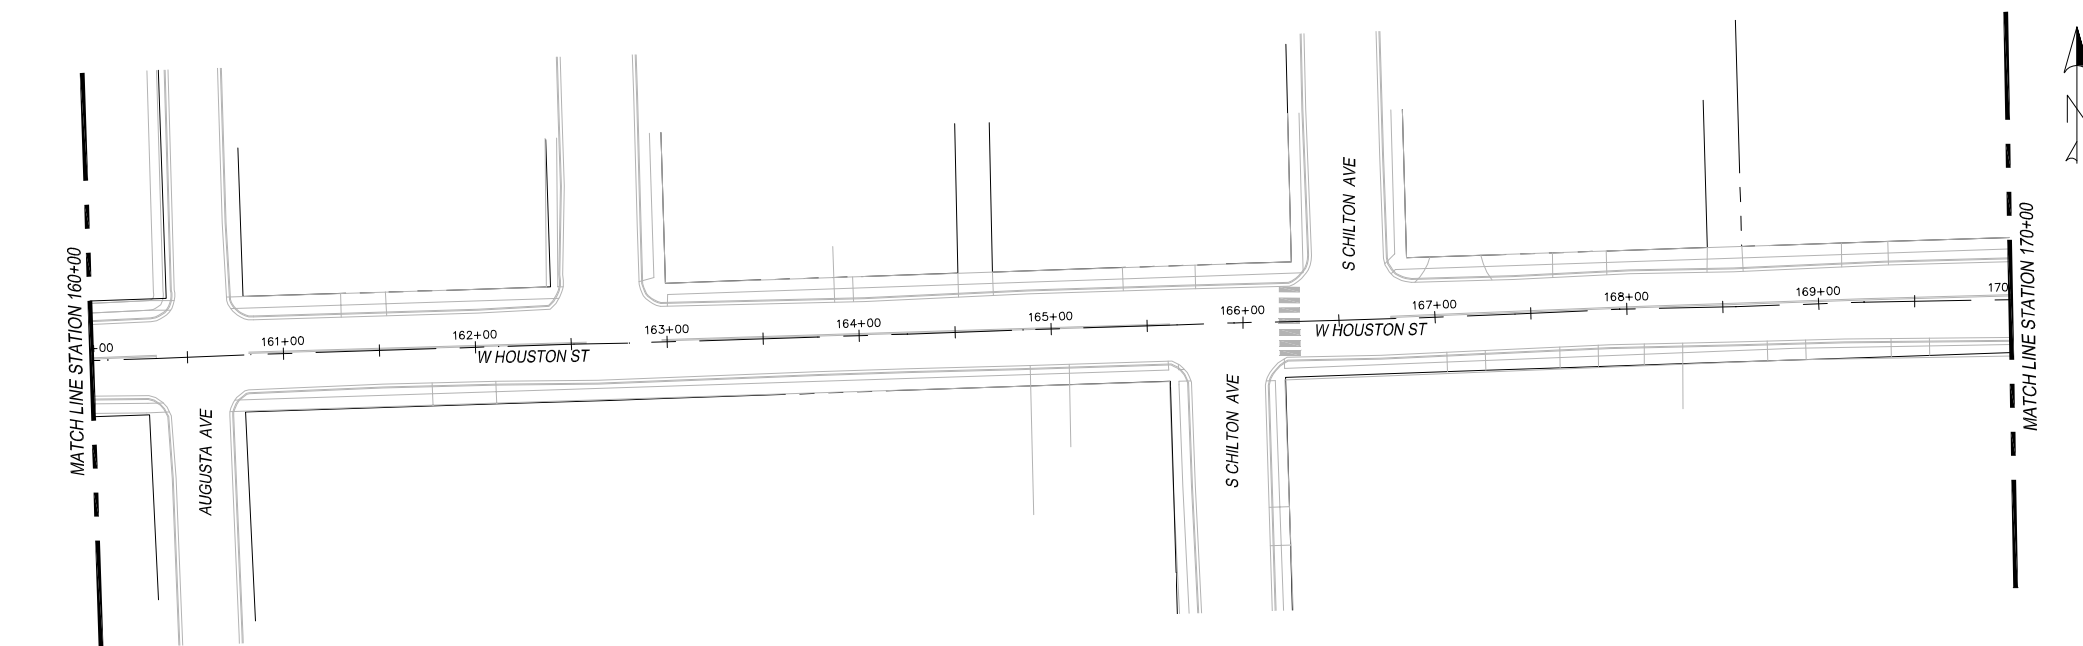 MATCH LINE STATION 160+00
+00
161+00
162+00
163+00
164+00
165+00
166+00
167+00
168+00
169+00
170
W HOUSTON ST
W HOUSTON ST
AUGUSTA AVE
S CHILTON AVE
S CHILTON AVE
MATCH LINE STATION 170+00
N